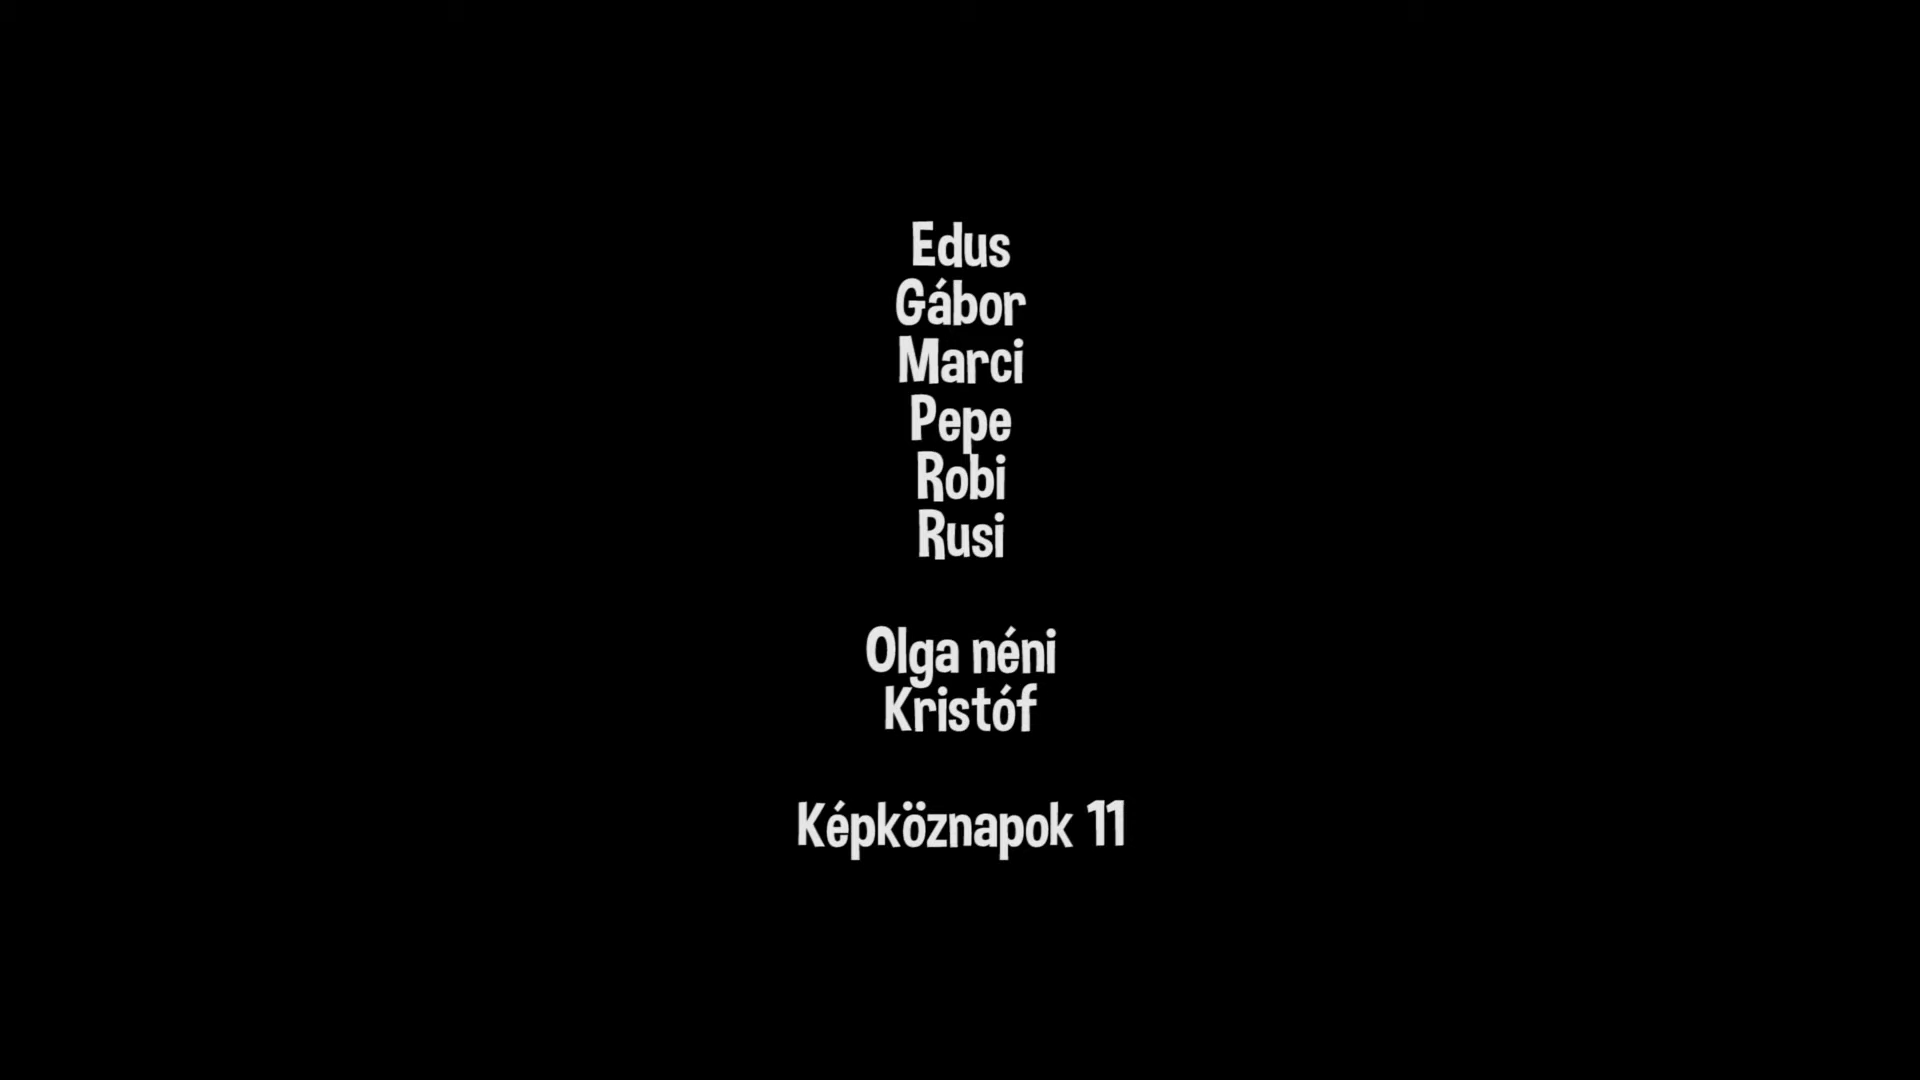 Edus
Gábor
Marci
Pepe
Robi
Rusi
Olga néni
Kristóf
Képköznapok 11